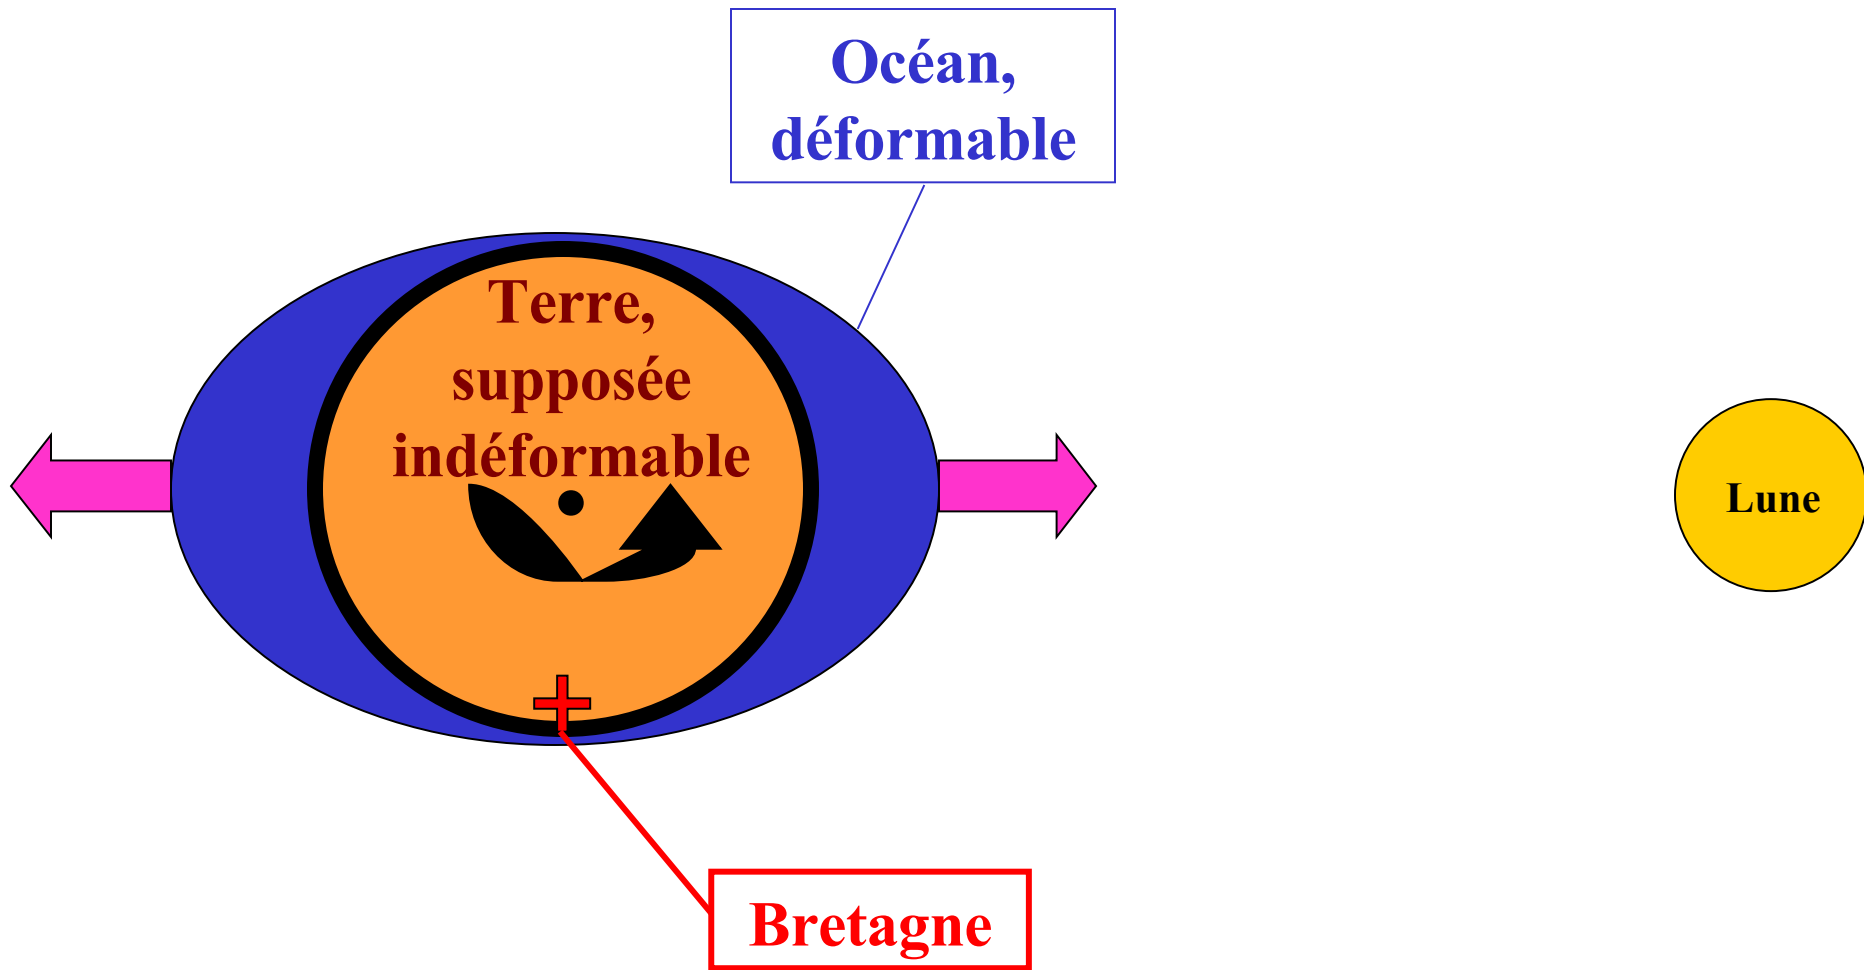 Océan,
déformable
Terre,
supposée
indéformable
Lune
Bretagne